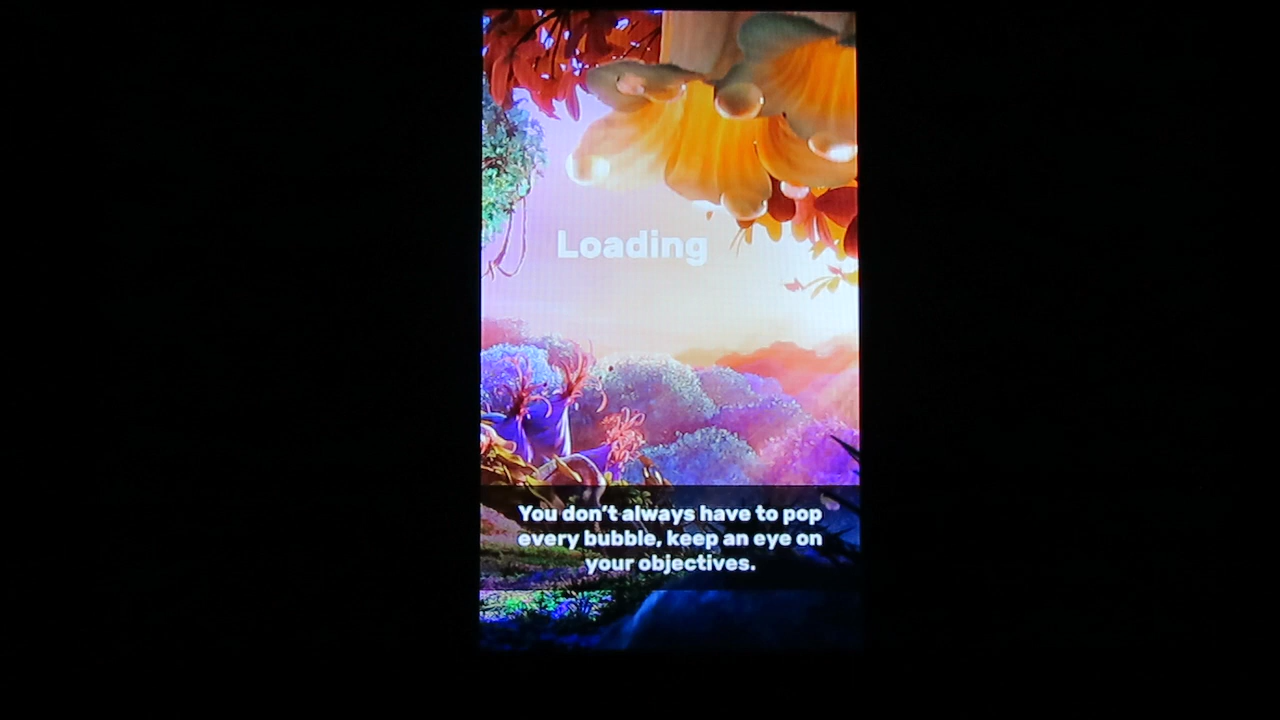 Loading
You don't always have to pop
every bubble, keep an eye on
your objectives.